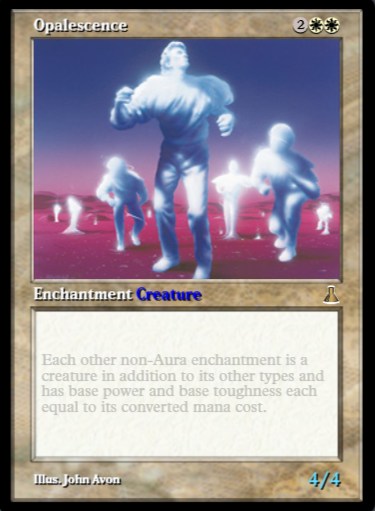 Opalescence 2
Enchantment Creature
Each other non-Aura enchantment is a
creature in addition to its other types and
has base power and base toughness each
equal to its converted mana cost.
Illus. John Avon 4/4